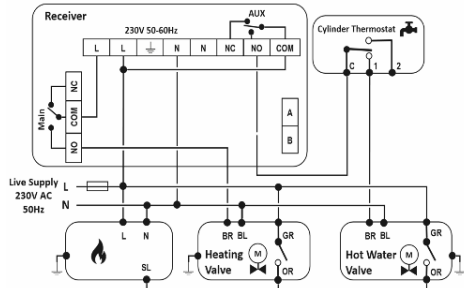 Receiver
AUX
230V 50-60Hz
L L N N NC NO COM
Cylinder Thermostat
C 1 2
Main
NC
COM
NO
A
B
Live Supply
230V AC
50Hz
L
N
L N
SL
BR BL
GR
Heating
Valve
M
OR
BR BL
GR
Hot Water
Valve
M
OR